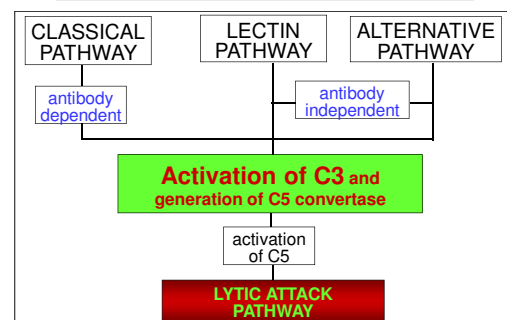 CLASSICAL
PATHWAY
LECTIN
PATHWAY
ALTERNATIVE
PATHWAY
antibody
dependent
antibody
independent
Activation of C3 and
generation of C5 convertase
activation
of C5
LYTIC ATTACK
PATHWAY